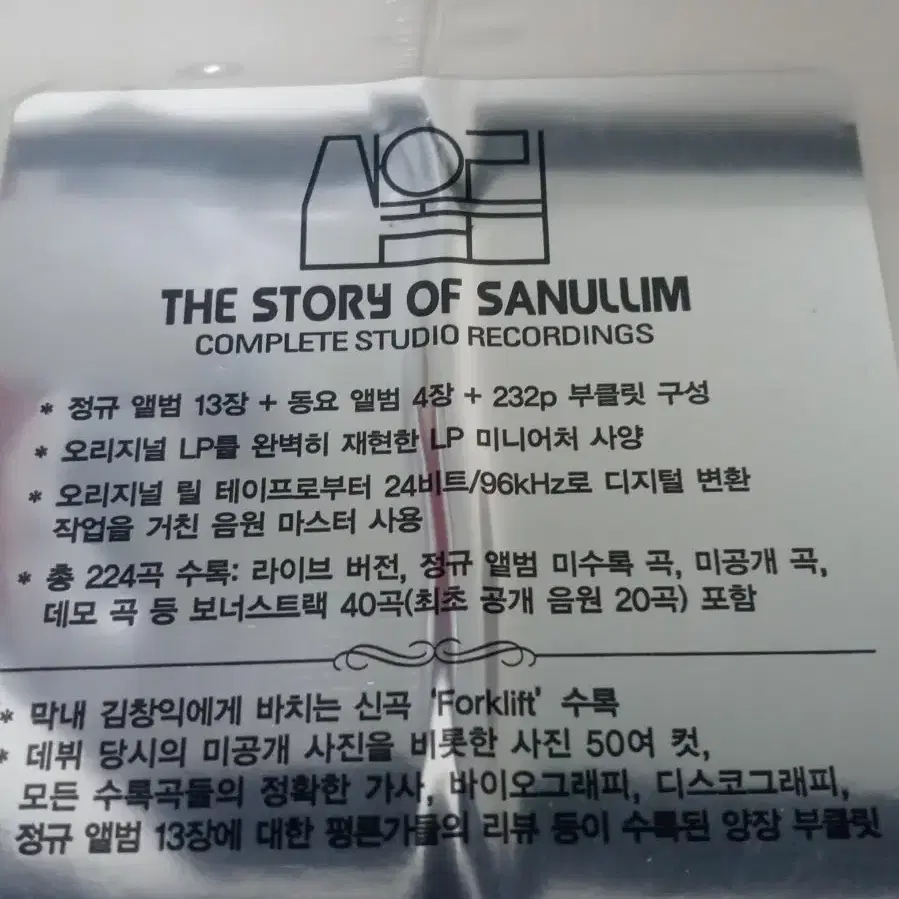 산울림
THE STORY OF SANULLIM
COMPLETE STUDIO RECORDINGS
* 정규 앨범 13장 + 동요 앨범 4장 + 232p 부클릿 구성
* 오리지널 LP를 완벽히 재현한 LP 미니어처 사양
* 오리지널 릴 테이프로부터 24비트/96kHz로 디지털 변환
작업을 거친 음원 마스터 사용
* 총 224곡 수록: 라이브 버전, 정규 앨범 미수록 곡, 미공개 곡,
데모 곡 등 보너스트랙 40곡(최초 공개 음원 20곡) 포함
* 막내 김창익에게 바치는 신곡 'Forklift' 수록
* 데뷔 당시의 미공개 사진을 비롯한 사진 50여 컷,
모든 수록곡들의 정확한 가사, 바이오그래피, 디스코그래피,
정규 앨범 13장에 대한 평론가들의 리뷰 등이 수록된 양장 부클릿